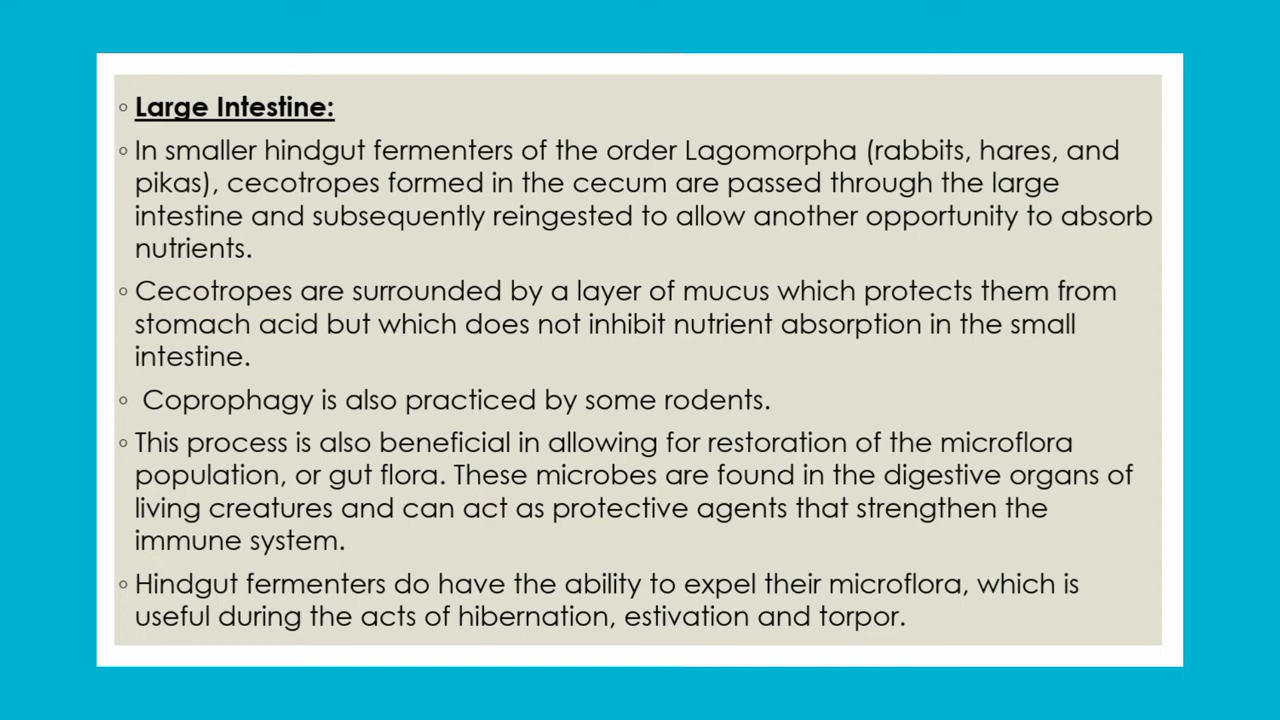 ◦ Large Intestine:
◦ In smaller hindgut fermenters of the order Lagomorpha (rabbits, hares, and
pikas), cecotropes formed in the cecum are passed through the large
intestine and subsequently reingested to allow another opportunity to absorb
nutrients.
◦ Cecotropes are surrounded by a layer of mucus which protects them from
stomach acid but which does not inhibit nutrient absorption in the small
intestine.
◦ Coprophagy is also practiced by some rodents.
◦ This process is also beneficial in allowing for restoration of the microflora
population, or gut flora. These microbes are found in the digestive organs of
living creatures and can act as protective agents that strengthen the
immune system.
◦ Hindgut fermenters do have the ability to expel their microflora, which is
useful during the acts of hibernation, estivation and torpor.